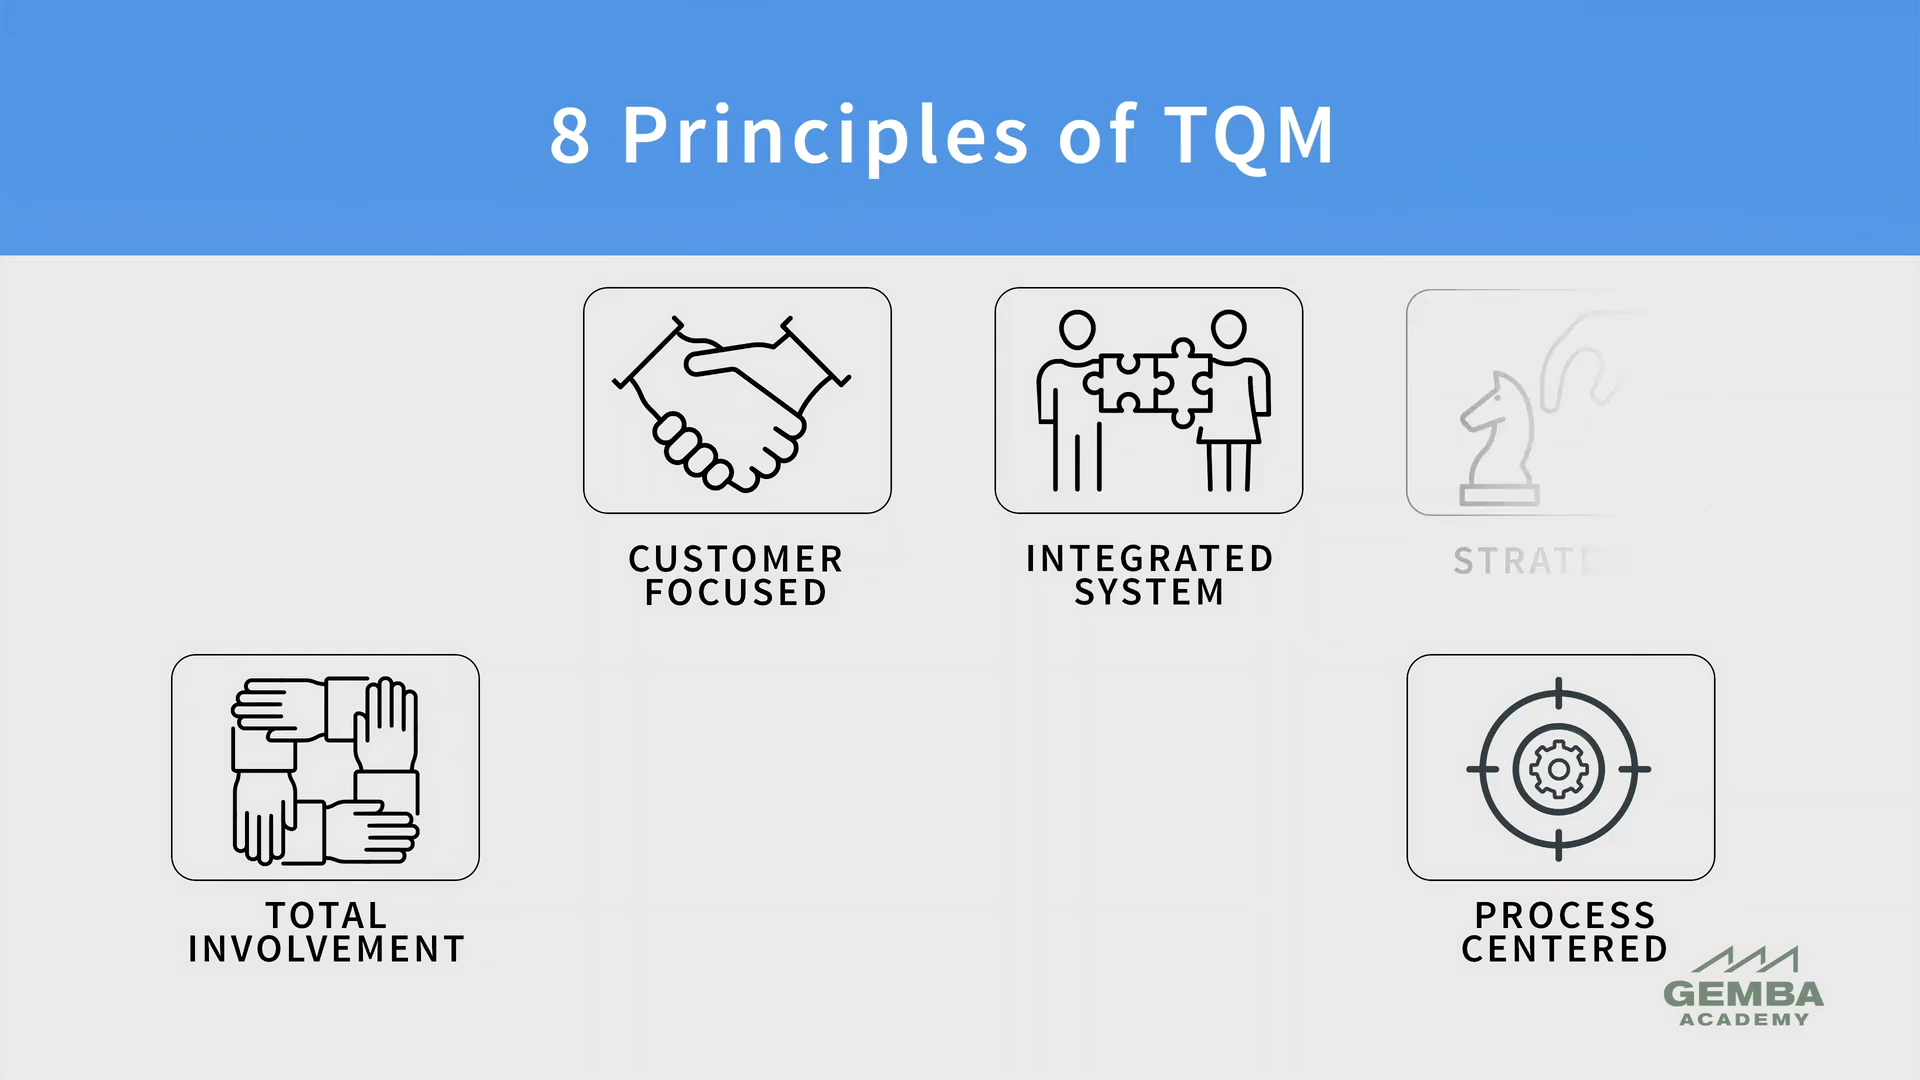 8 Principles of TQM
CUSTOMER
FOCUSED
INTEGRATED
SYSTEM
TOTAL
INVOLVEMENT
PROCESS
CENTERED
GEMBA
ACADEMY